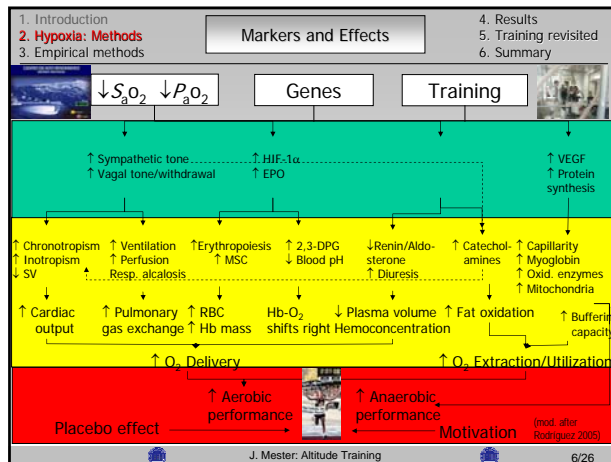 1. Introduction
2. Hypoxia: Methods
3. Empirical methods
Markers and Effects
4. Results
5. Training revisited
6. Summary
↓SaO2 ↓PaO2
Genes
Training
↑ Sympathetic tone
↑ Vagal tone/withdrawal
↑ HIF-1α
↑ EPO
↑ VEGF
↑ Protein
synthesis
↑ Chronotropism
↑ Inotropism
↓ SV
↑ Ventilation
↑ Perfusion
Resp. alcalosis
↑Erythropoiesis
↑ MSC
↑ 2,3-DPG
↓ Blood pH
↓Renin/Aldo-
sterone
↑ Diuresis
↑ Catechol-
amines
↑ Capillarity
↑ Myoglobin
↑ Oxid. enzymes
↑ Mitochondria
↑ Cardiac
output
↑ Pulmonary
gas exchange
↑ RBC
↑ Hb mass
Hb-O2
shifts right
↓ Plasma volume
Hemoconcentration
↑ Fat oxidation
↑ Buffering
capacity
↑ O2 Delivery
↑ O2 Extraction/Utilization
↑ Aerobic
performance
↑ Anaerobic
performance
Placebo effect
Motivation
(mod. after
Rodríguez 2005)
J. Mester: Altitude Training
6/26